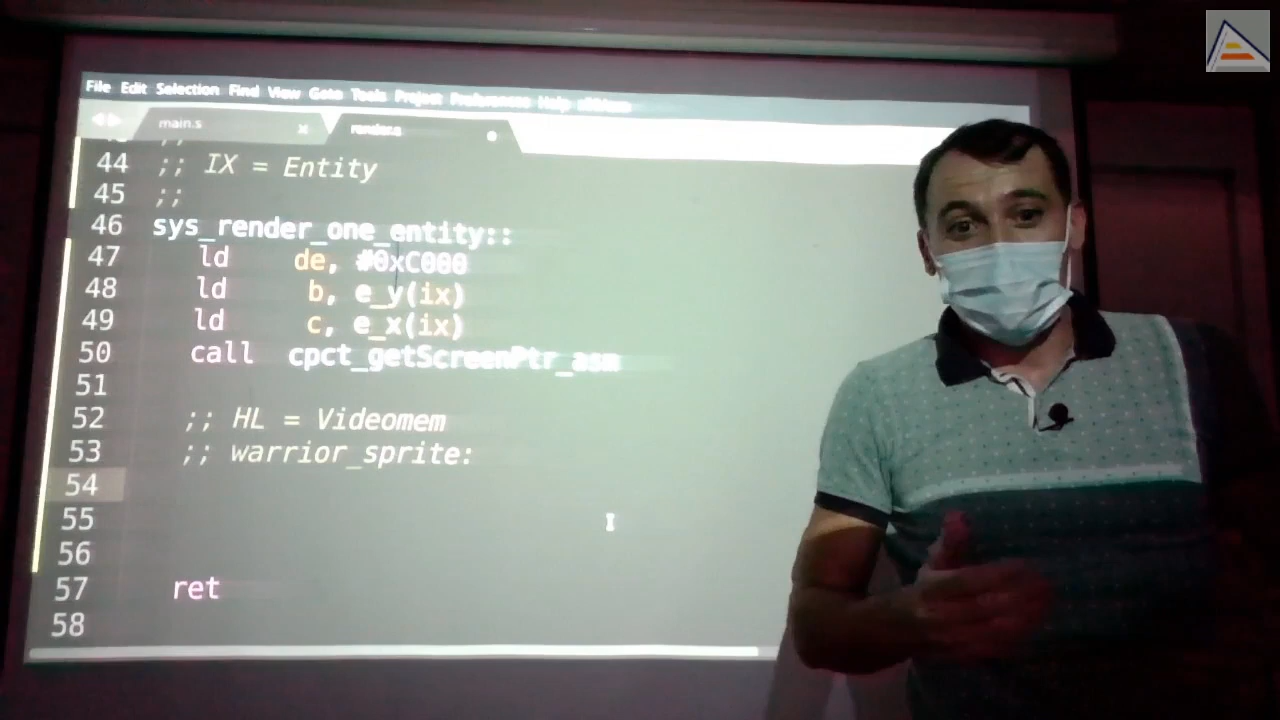 File Edit Selection Find View Goto Tools Project Preferences Help
main.s
44 ;; IX = Entity
45 ;;
46 sys_render_one_entity::
47 ld de, #0xC000
48 ld b, e_y(ix)
49 ld c, e_x(ix)
50 call cpct_getScreenPtr_asm
51
52 ;; HL = Videomem
53 ;; warrior_sprite:
54
55
56
57 ret
58